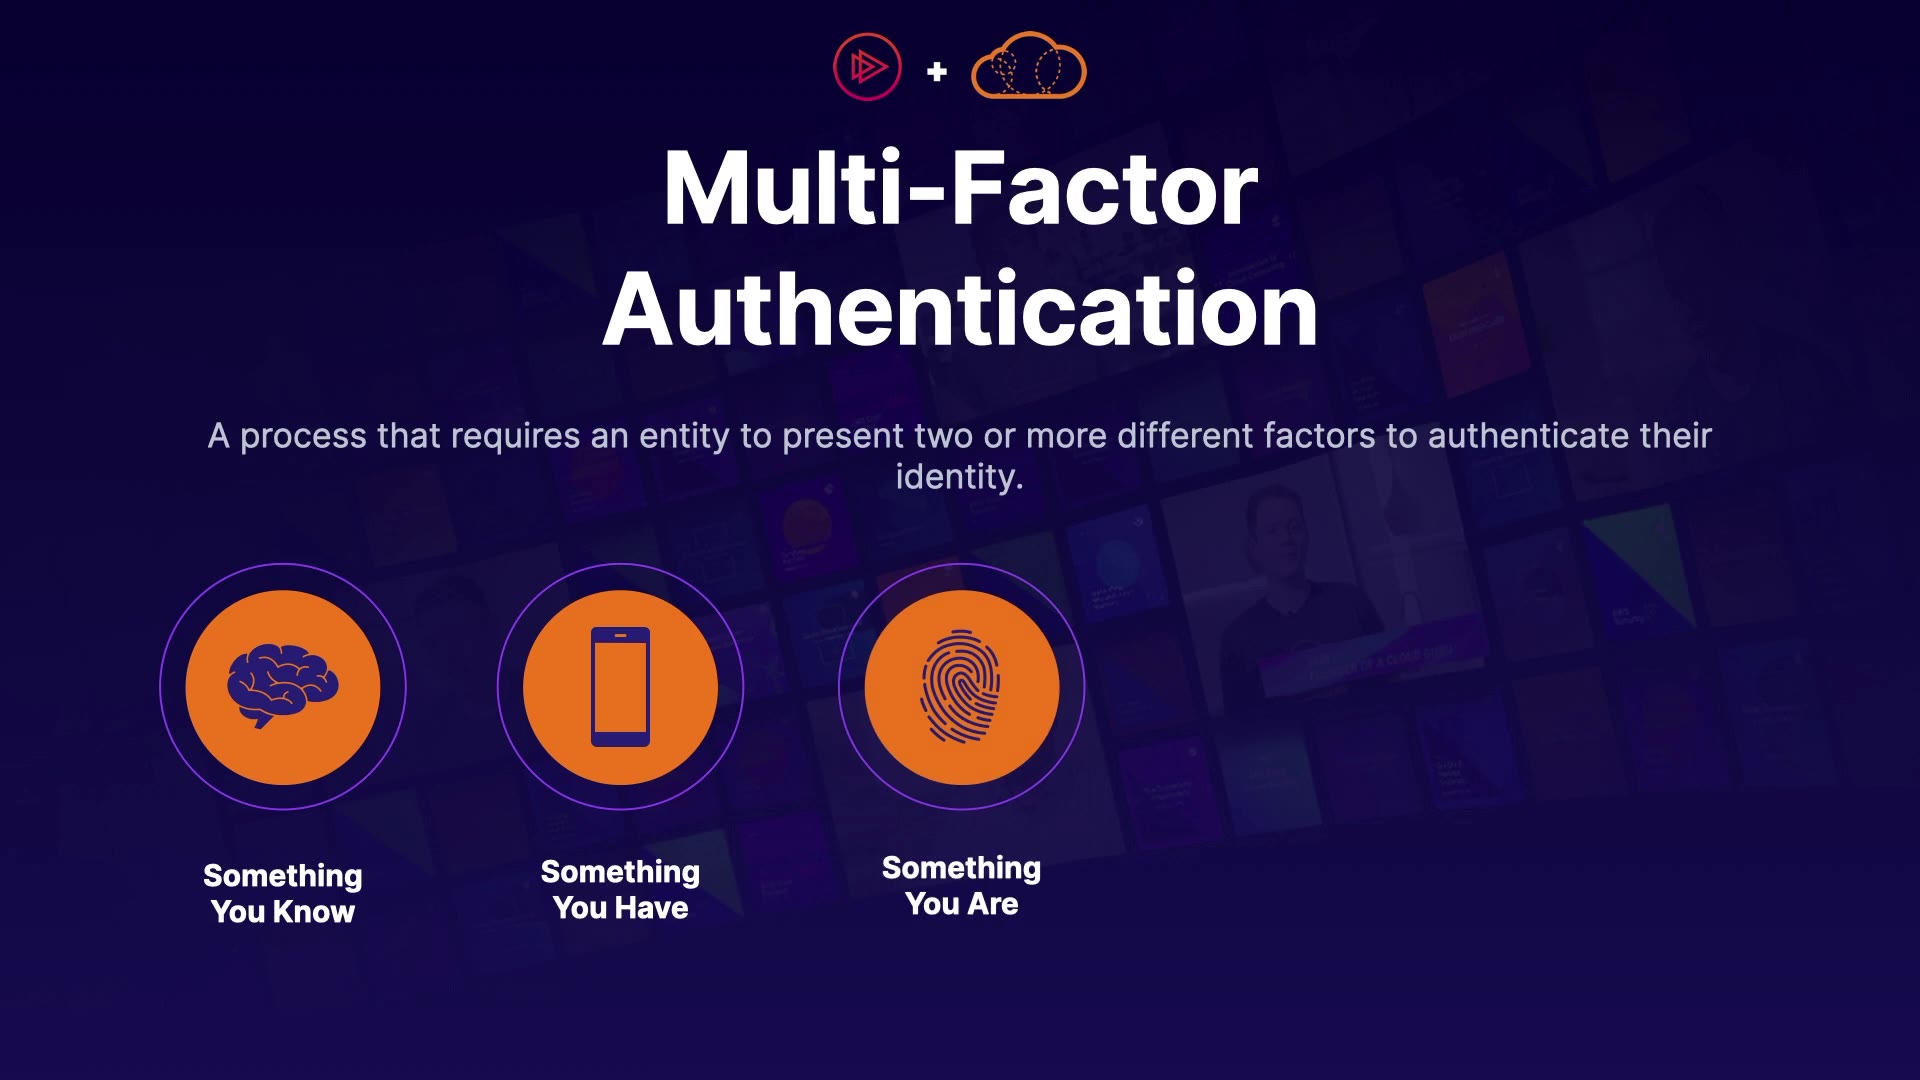 +
Multi-Factor
Authentication
A process that requires an entity to present two or more different factors to authenticate their
identity.
Something
You Know
Something
You Have
Something
You Are